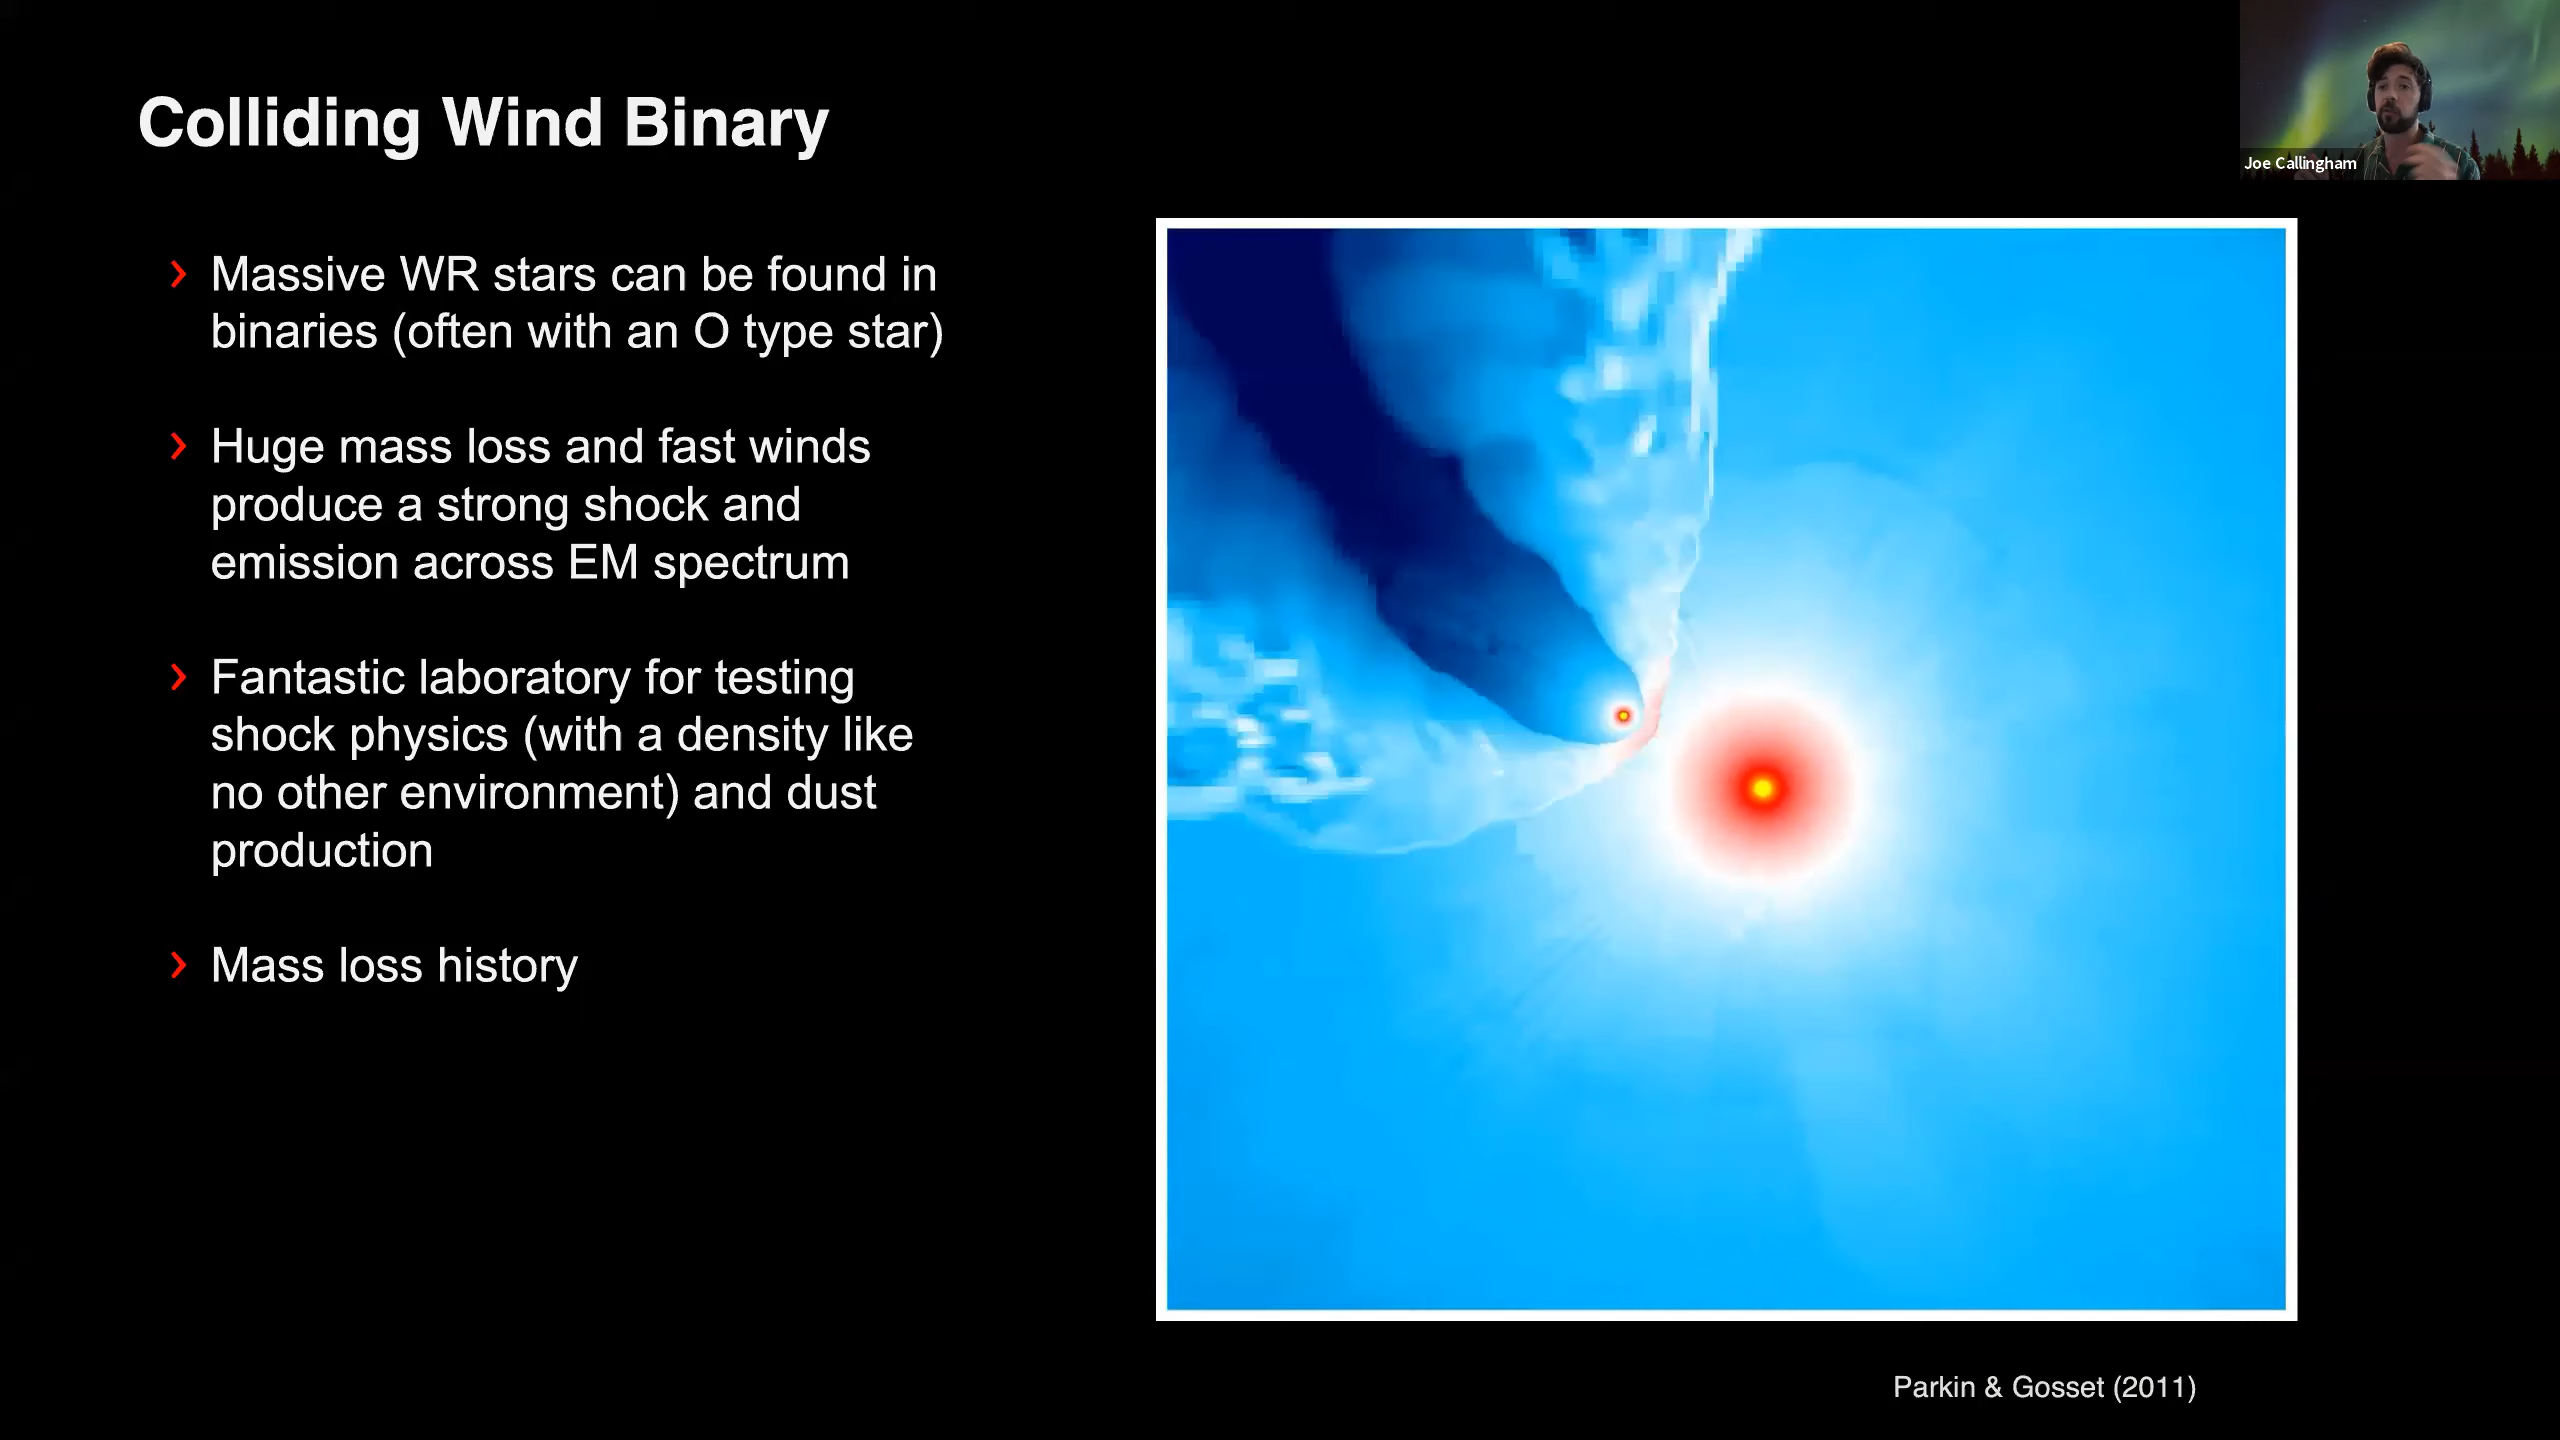 Colliding Wind Binary
Joe Callingham
› Massive WR stars can be found in
binaries (often with an O type star)
› Huge mass loss and fast winds
produce a strong shock and
emission across EM spectrum
› Fantastic laboratory for testing
shock physics (with a density like
no other environment) and dust
production
› Mass loss history
Parkin & Gosset (2011)